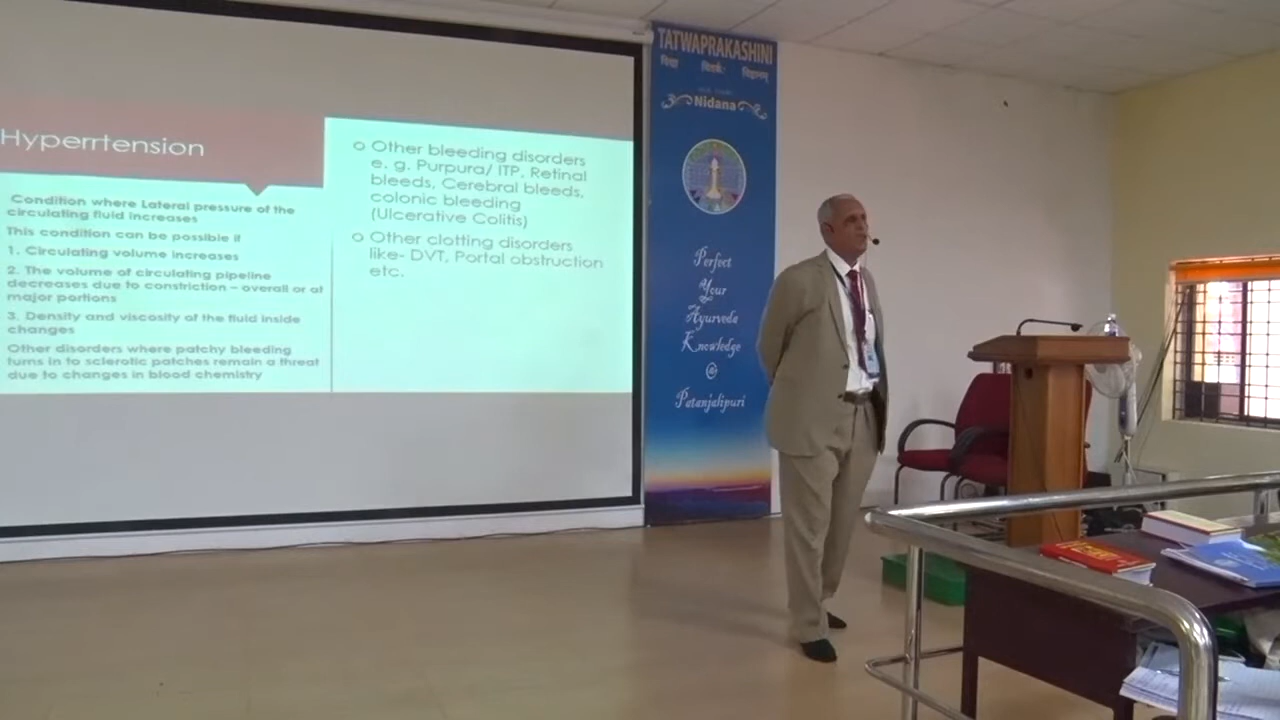 Hyperrtension
Condition where Lateral pressure of the
circulating fluid increases
This condition can be possible if
1. Circulating volume increases
2. The volume of circulating pipeline
decreases due to constriction – overall or at
major portions
3. Density and viscosity of the fluid inside
changes
Other disorders where patchy bleeding
turns in to sclerotic patches remain a threat
due to changes in blood chemistry
Other bleeding disorders
e. g. Purpura/ ITP, Retinal
bleeds, Cerebral bleeds,
colonic bleeding
(Ulcerative Colitis)
Other clotting disorders
like- DVT, Portal obstruction
etc.
TATWAPRAKASHINI
Nidana
Perfect
Your
Ayurveda
Knowledge
@
Patanjalipuri